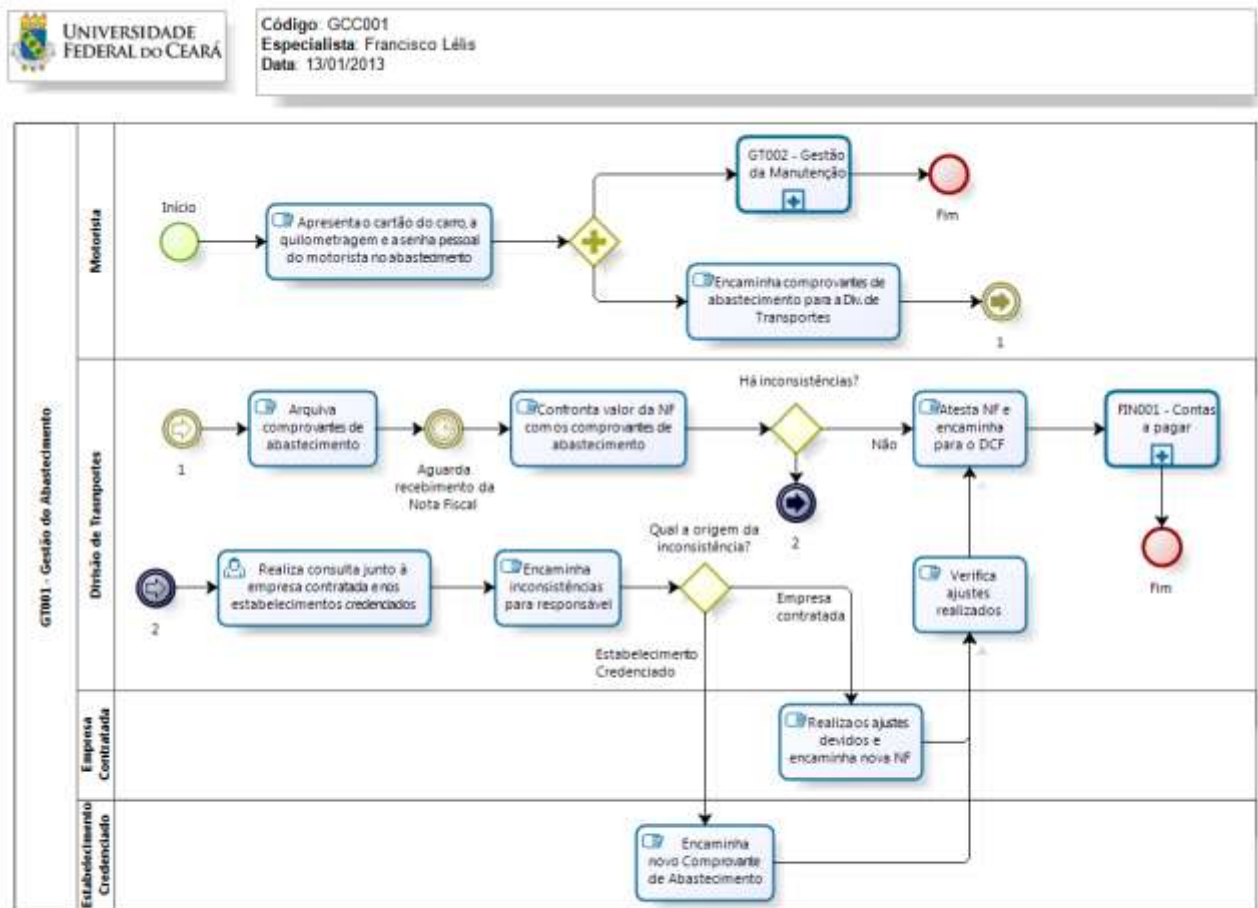 UNIVERSIDADE
FEDERAL DO CEARÁ
Código: GCC001
Especialista: Francisco Lélis
Data: 13/01/2013
GT001 - Gestão do Abastecimento
Motorista
Início
Apresenta o cartão do carro, a
quilometragem e a senha pessoal
do motorista no abastecimento
GT002 - Gestão
da Manutenção
Fim
Encaminha comprovantes de
abastecimento para a Div. de
Transportes
1
Divisão de Trasnportes
1
Arquiva
comprovantes de
abastecimento
Aguarda
recebimento da
Nota Fiscal
Confronta valor da NF
com os comprovantes de
abastecimento
Há inconsistências?
Não
2
Atesta NF e
encaminha
para o DCF
FIN001 - Contas
a pagar
Fim
2
Realiza consulta junto à
empresa contratada e nos
estabelecimentos credenciados
Encaminha
inconsistências
para responsável
Qual a origem da
inconsistência?
Empresa
contratada
Estabelecimento
Credenciado
Verifica
ajustes
realizados
Empresa
Contratada
Realiza os ajustes
devidos e
encaminha nova NF
Estabelecimento
Credenciado
Encaminha
novo Comprovante
de Abastecimento